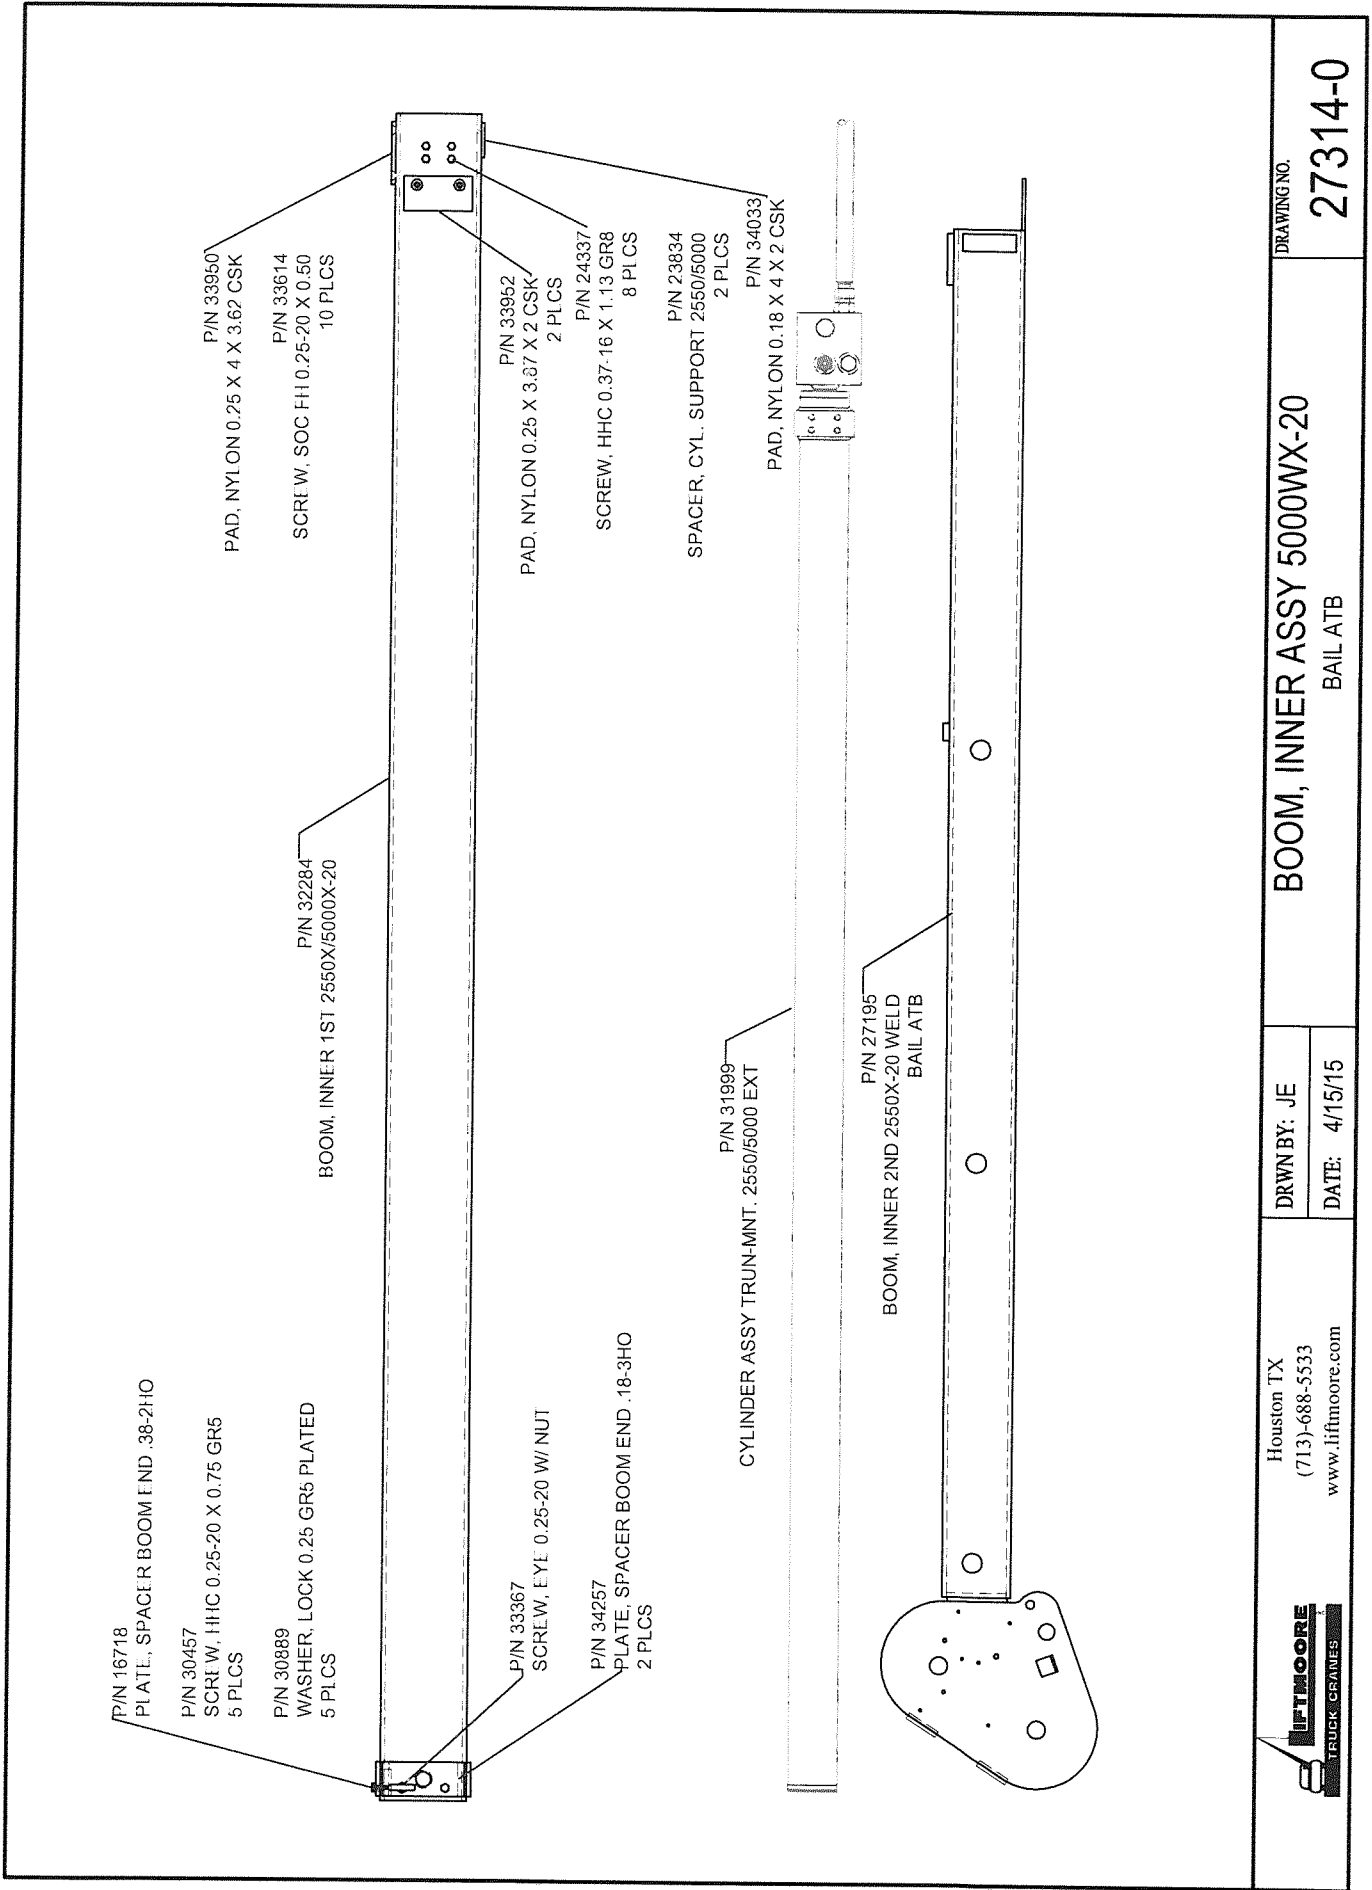 P/N 16718
PLATE, SPACER BOOM END .38-2HO
P/N 30457
SCREW, HHC 0.25-20 X 0.75 GR5
5 PLCS
P/N 30889
WASHER, LOCK 0.25 GR5 PLATED
5 PLCS
P/N 32284
BOOM, INNER 1ST 2550X/5000X-20
P/N 33950
PAD, NYLON 0.25 X 4 X 3.62 CSK
P/N 33614
SCREW, SOC FH 0.25-20 X 0.50
10 PLCS
P/N 33367
SCREW, EYE 0.25-20 W/ NUT
P/N 34257
PLATE, SPACER BOOM END .18-3HO
2 PLCS
P/N 33952
PAD, NYLON 0.25 X 3.87 X 2 CSK
2 PLCS
P/N 24337
SCREW, HHC 0.37-16 X 1.13 GR8
8 PLCS
P/N 23834
SPACER, CYL. SUPPORT 2550/5000
2 PLCS
P/N 34033
PAD, NYLON 0.18 X 4 X 2 CSK
P/N 31999
CYLINDER ASSY TRUN-MNT. 2550/5000 EXT
P/N 27195
BOOM, INNER 2ND 2550X-20 WELD
BAIL ATB
LIFTMOORE
TRUCK CRANES
Houston TX
(713)-688-5533
www.liftmoore.com
DRWN BY: JE
DATE: 4/15/15
BOOM, INNER ASSY 5000WX-20
BAIL ATB
DRAWING NO.
27314-0